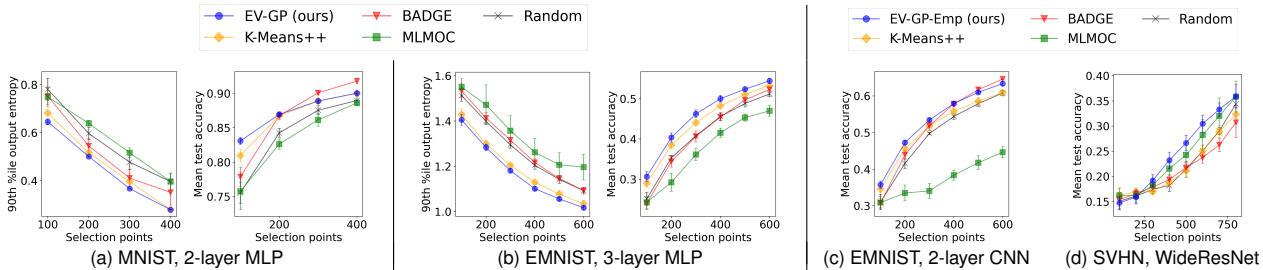 EV-GP (ours)
BADGE
Random
K-Means++
MLMOC
EV-GP-Emp (ours)
BADGE
Random
K-Means++
MLMOC
90th %ile output entropy
0.8
0.6
0.4
100 200 300 400
Selection points
Mean test accuracy
0.90
0.85
0.80
0.75
200 400
Selection points
(a) MNIST, 2-layer MLP
90th %ile output entropy
1.6
1.4
1.2
1.0
200 400 600
Selection points
Mean test accuracy
0.5
0.4
0.3
200 400 600
Selection points
(b) EMNIST, 3-layer MLP
Mean test accuracy
0.7
0.6
0.5
0.4
0.3
200 400 600
Selection points
(c) EMNIST, 2-layer CNN
Mean test accuracy
0.40
0.35
0.30
0.25
0.20
0.15
250 500 750
Selection points
(d) SVHN, WideResNet